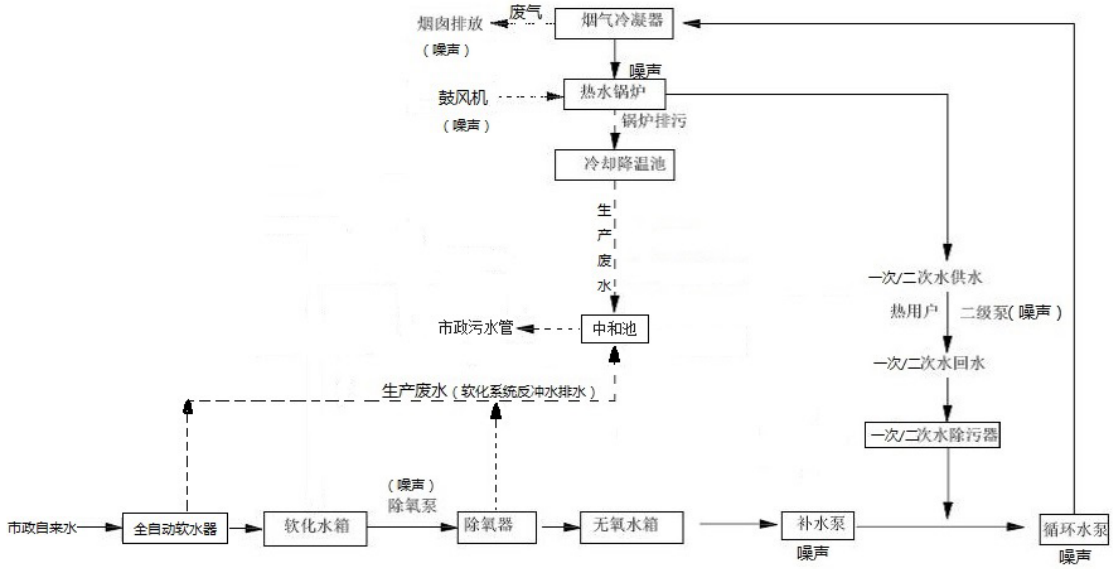 烟囱排放
废气
烟气冷凝器
（噪声）
噪声
鼓风机
热水锅炉
（噪声）
锅炉排污
冷却降温池
生产废水
一次/二次水供水
热用户
二级泵（噪声）
市政污水管
中和池
一次/二次水回水
生产废水（软化系统反冲水排水）
一次/二次水除污器
（噪声）
除氧泵
市政自来水
全自动软水器
软化水箱
除氧器
无氧水箱
补水泵
循环水泵
噪声
噪声